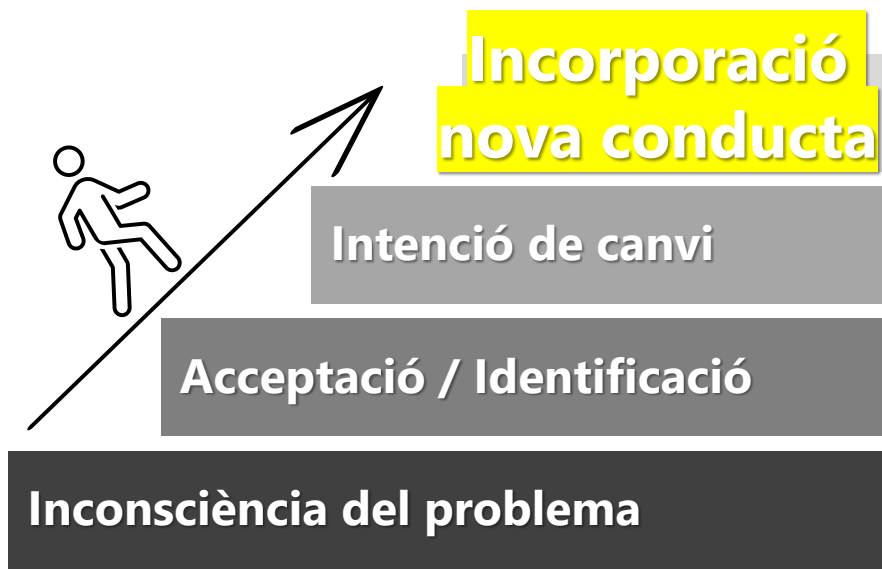 Incorporació
nova conducta
Intenció de canvi
Acceptació / Identificació
Inconsciència del problema